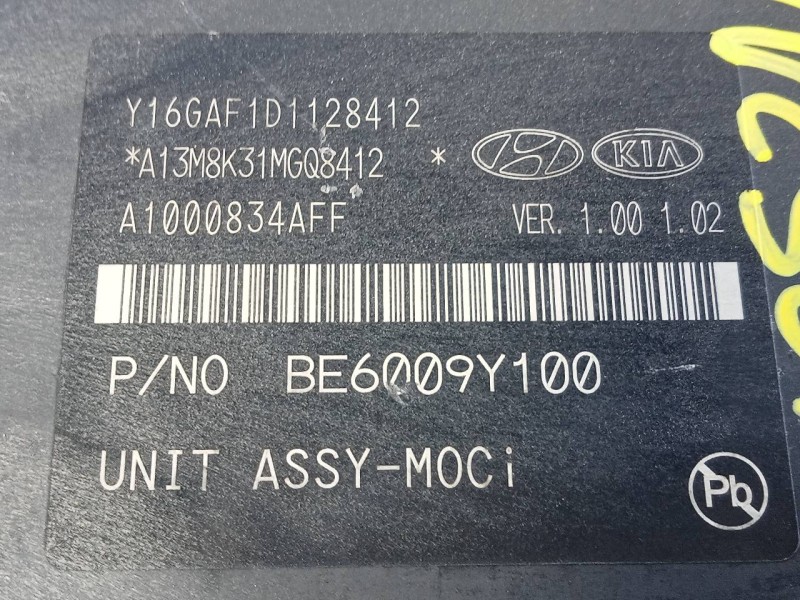 Y16GAF1D1128412
*A13M8K31MGQ8412 *
KIA
A1000834AFF VER. 1.00 1.02
P/NO BE6009Y100
UNIT ASSY-MOCi
Pb